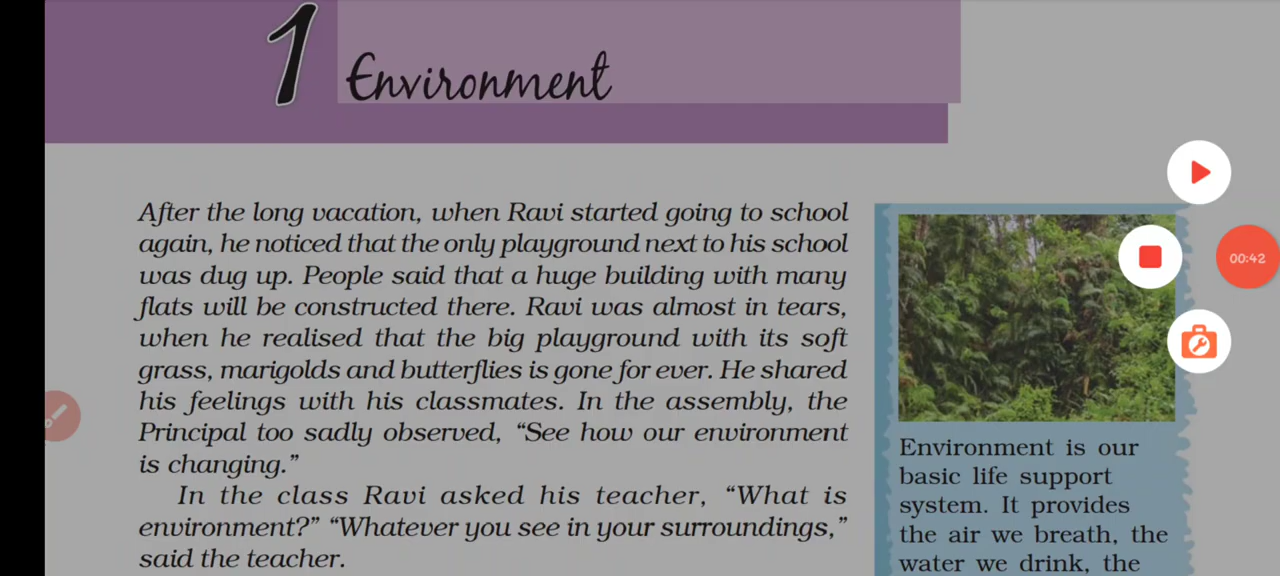 1
Environment
After the long vacation, when Ravi started going to school
again, he noticed that the only playground next to his school
was dug up. People said that a huge building with many
flats will be constructed there. Ravi was almost in tears,
when he realised that the big playground with its soft
grass, marigolds and butterflies is gone for ever. He shared
his feelings with his classmates. In the assembly, the
Principal too sadly observed, “See how our environment
is changing.”
In the class Ravi asked his teacher, “What is
environment?” “Whatever you see in your surroundings,”
said the teacher.
Environment is our
basic life support
system. It provides
the air we breath, the
water we drink, the
00:42